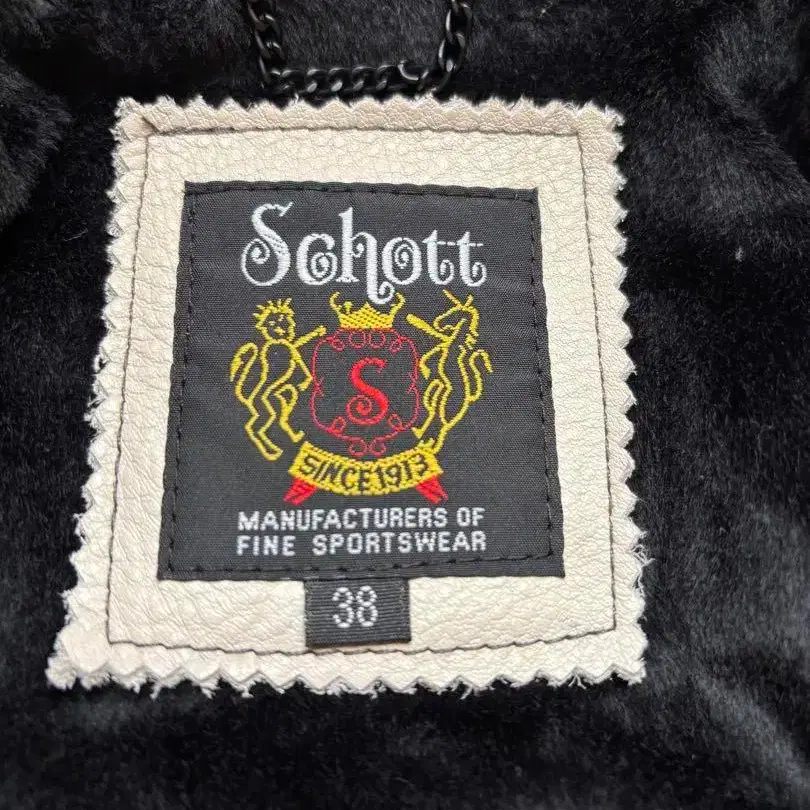 Schott
S
SINCE 1913
MANUFACTURERS OF
FINE SPORTSWEAR
38